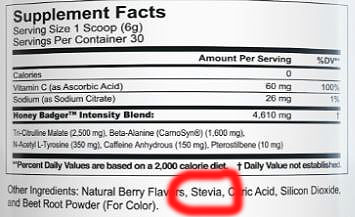 Supplement Facts
Serving Size 1 Scoop (6g)
Servings Per Container 30
Amount Per Serving %DV**
Calories 0
Vitamin C (as Ascorbic Acid) 60 mg 100%
Sodium (as Sodium Citrate) 26 mg 1%
Honey Badger™ Intensity Blend: 4,610 mg †
Tri-Citrulline Malate (2,500 mg), Beta-Alanine (CarnoSyn®) (1,600 mg),
N-Acetyl L-Tyrosine (350 mg), Caffeine Anhydrous (150 mg), Pterostilbene (10 mg)
**Percent Daily Values are based on a 2,000 calorie diet. † Daily Value not established.
Other Ingredients: Natural Berry Flavors, Stevia, Acid, Silicon Dioxide,
and Beet Root Powder (For Color).